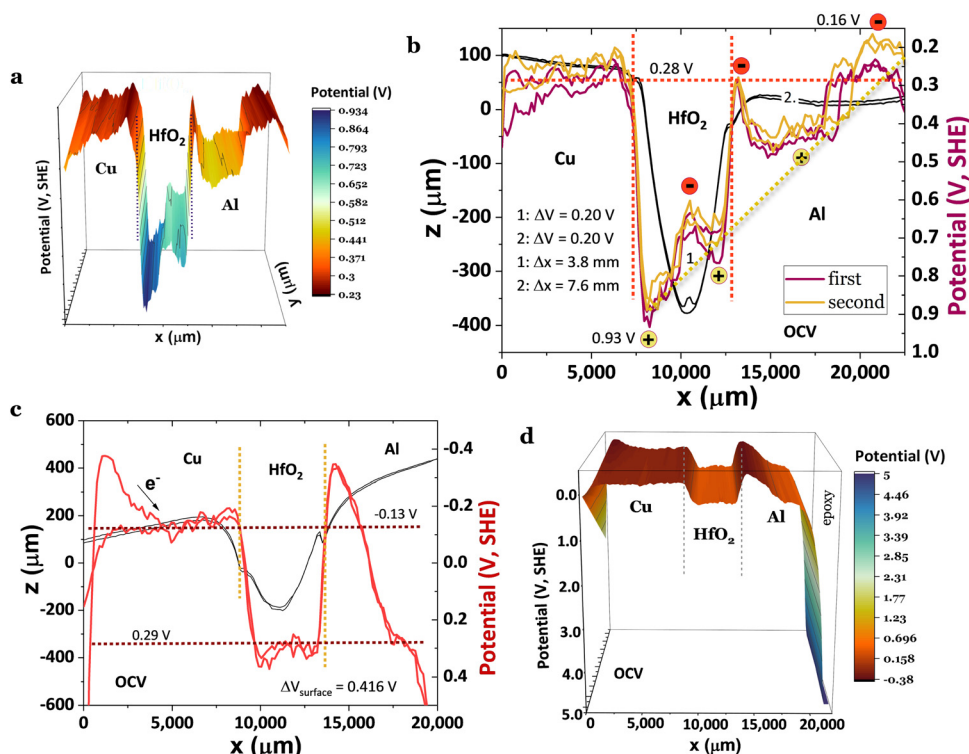 a
Potential (V)
0.934
0.864
0.793
0.723
0.652
0.582
0.512
0.441
0.371
0.3
0.23
HfO₂
Cu
Al
Potential (V, SHE)
y (µm)
x (µm)
b
0.16 V
0.28 V
HfO₂
Cu
Al
2.
1
1: ΔV = 0.20 V
2: ΔV = 0.20 V
1: Δx = 3.8 mm
2: Δx = 7.6 mm
first
second
0.93 V
OCV
100
0
-100
-200
-300
-400
z (µm)
0.2
0.3
0.4
0.5
0.6
0.7
0.8
0.9
1.0
Potential (V, SHE)
0
5,000
10,000
15,000
20,000
x (µm)
c
600
400
200
0
-200
-400
-600
z (µm)
Cu
HfO₂
Al
e⁻
-0.13 V
0.29 V
OCV
ΔV surface = 0.416 V
-0.4
-0.2
0.0
0.2
0.4
Potential (V, SHE)
0
5,000
10,000
15,000
20,000
x (µm)
d
Potential (V)
5
4.46
3.92
3.39
2.85
2.31
1.77
1.23
0.696
0.158
-0.38
Cu
HfO₂
Al
epoxy
OCV
0.0
1.0
2.0
3.0
4.0
5.0
Potential (V, SHE)
0
5,000
10,000
15,000
20,000
x (µm)